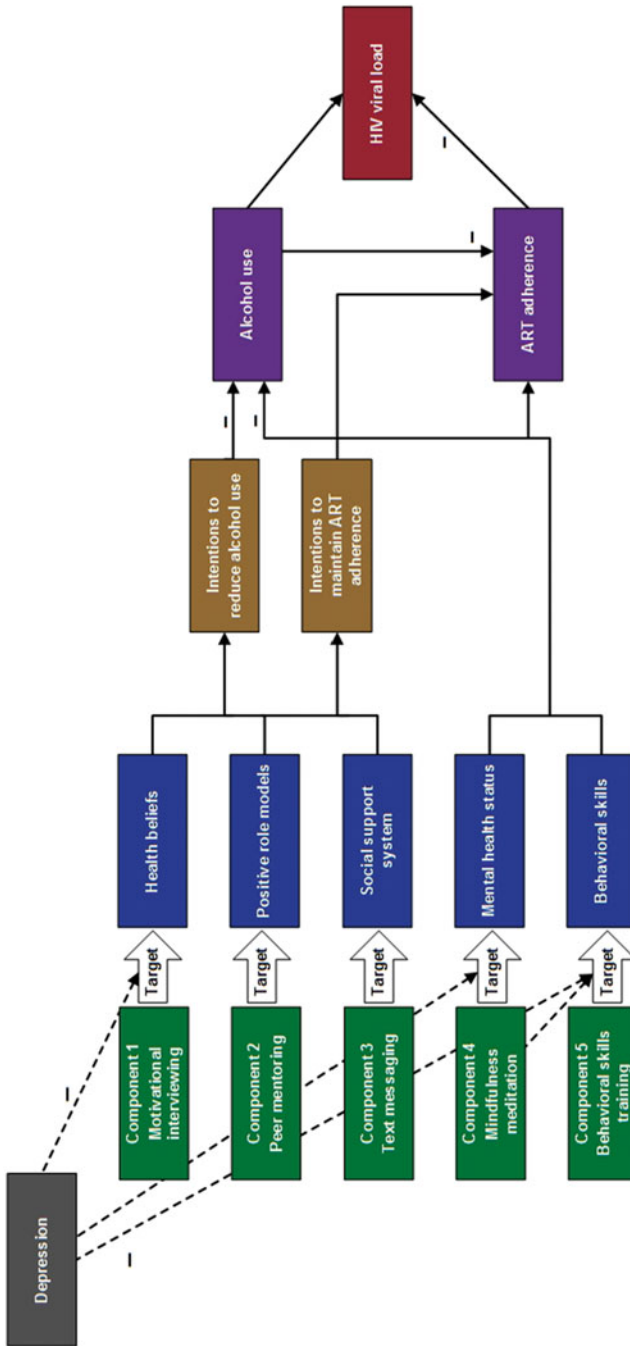 Depression
–
–
Component 1
Motivational
interviewing
Target
Health beliefs
Component 2
Peer mentoring
Target
Positive role models
Component 3
Text messaging
Target
Social support
system
Component 4
Mindfulness
meditation
Target
Mental health status
Component 5
Behavioral skills
training
Target
Behavioral skills
Intentions to
reduce alcohol use
–
–
Intentions to
maintain ART
adherence
Alcohol use
–
ART adherence
–
HIV viral load